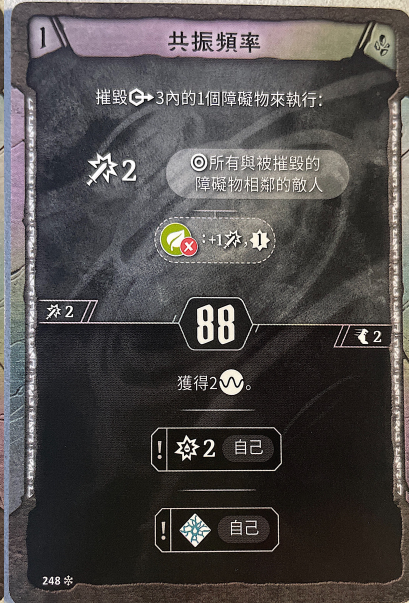 1
共振頻率
摧毀3內的1個障礙物來執行：
2
所有與被摧毀的
障礙物相鄰的敵人
:+1,
2
88
2
獲得2。
! 2 自己
! 自己
248